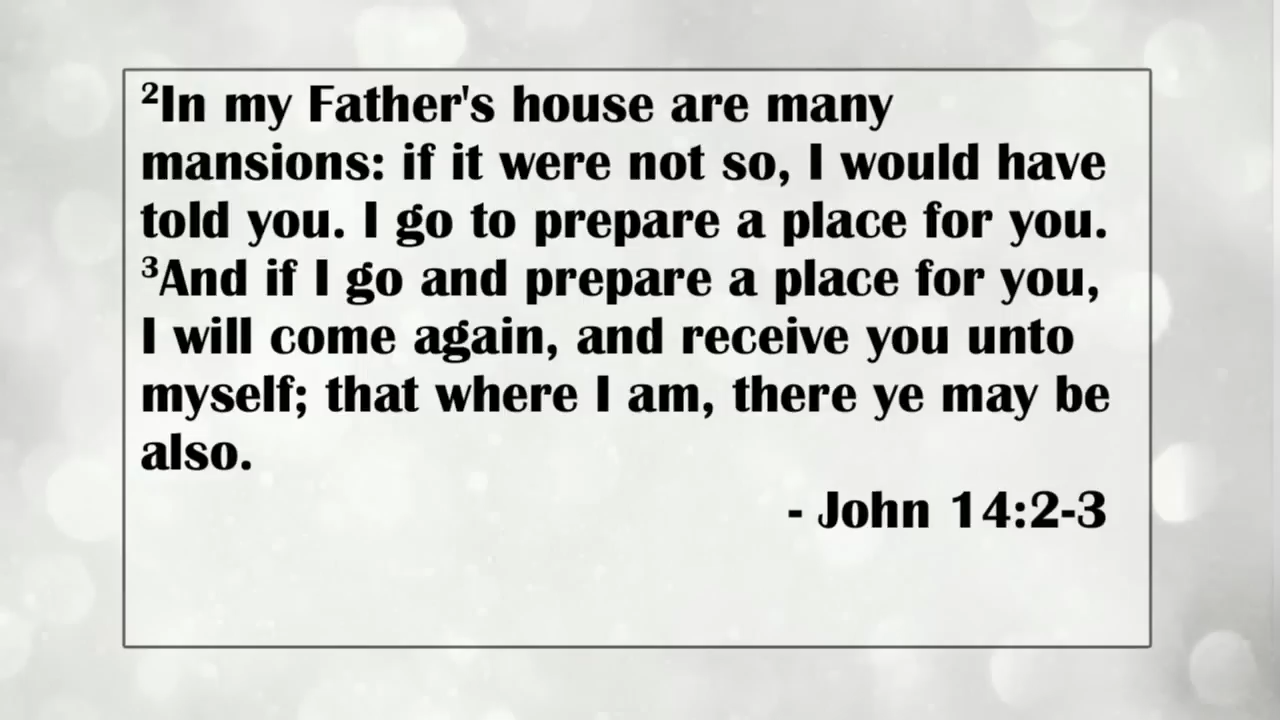 ²In my Father's house are many
mansions: if it were not so, I would have
told you. I go to prepare a place for you.
³And if I go and prepare a place for you,
I will come again, and receive you unto
myself; that where I am, there ye may be
also.
- John 14:2-3